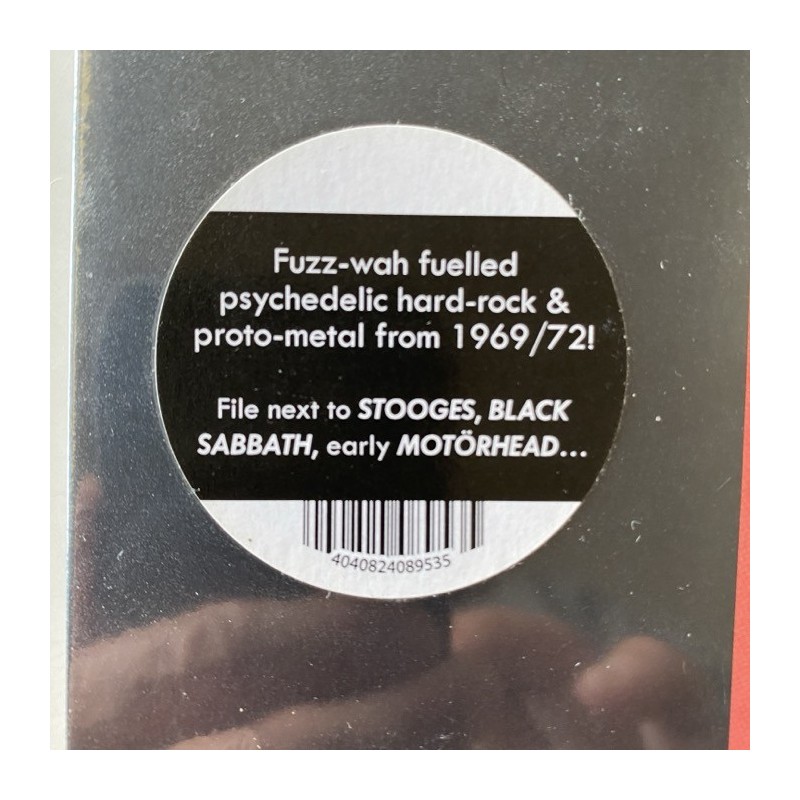 Fuzz-wah fuelled
psychedelic hard-rock &
proto-metal from 1969/72!
File next to STOOGES, BLACK
SABBATH, early MOTÖRHEAD...
4040824089535